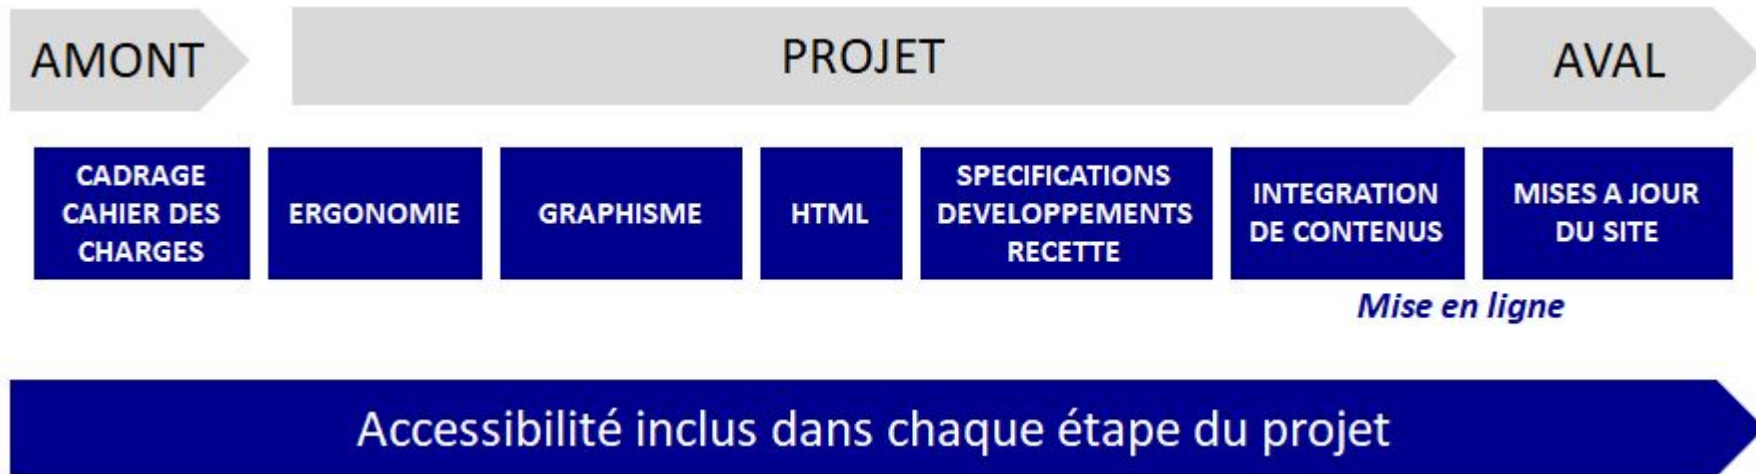 AMONT
PROJET
AVAL
CADRAGE
CAHIER DES
CHARGES
ERGONOMIE
GRAPHISME
HTML
SPECIFICATIONS
DEVELOPPEMENTS
RECETTE
INTEGRATION
DE CONTENUS
MISES A JOUR
DU SITE
Mise en ligne
Accessibilité inclus dans chaque étape du projet